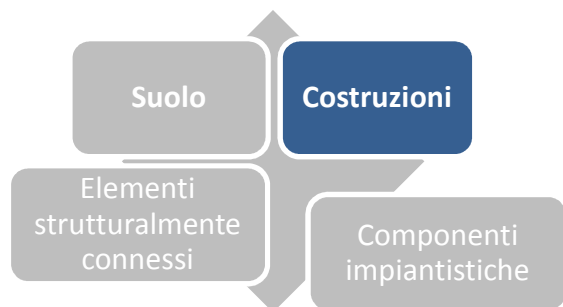 Suolo
Costruzioni
Elementi
strutturalmente
connessi
Componenti
impiantistiche